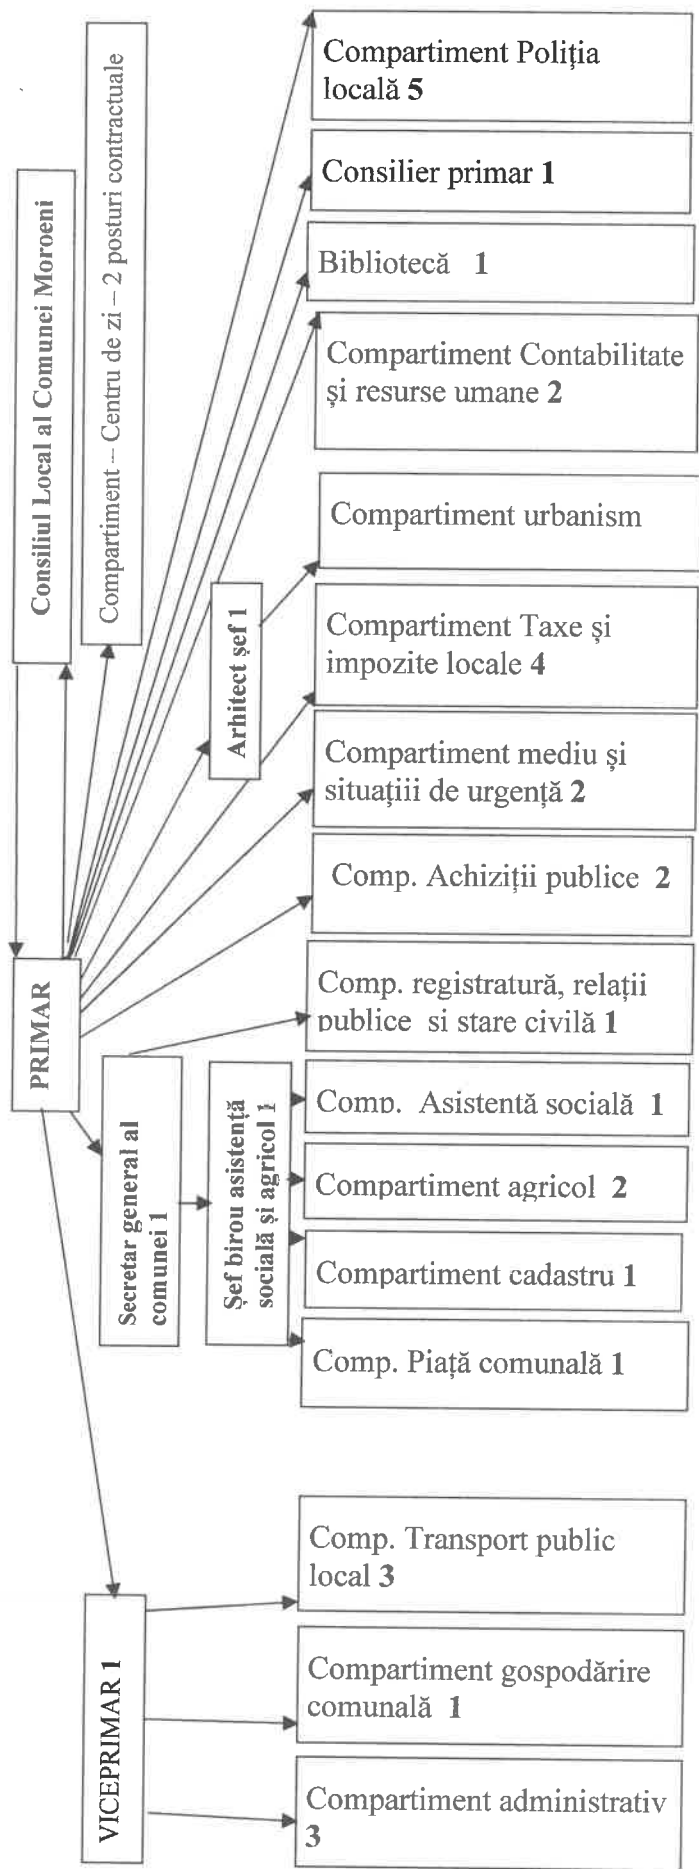 Consiliul Local al Comunei Moroeni
Compartiment – Centru de zi – 2 posturi contractuale
PRIMAR
Arhitect șef 1
Secretar general al
comunei 1
Șef birou asistență
socială și agricol 1
VICEPRIMAR 1
Compartiment Poliția
locală 5
Consilier primar 1
Bibliotecă 1
Compartiment Contabilitate
și resurse umane 2
Compartiment urbanism
Compartiment Taxe și
impozite locale 4
Compartiment mediu și
situațiii de urgență 2
Comp. Achiziții publice 2
Comp. registratură, relații
publice si stare civilă 1
Comp. Asistentă socială 1
Compartiment agricol 2
Compartiment cadastru 1
Comp. Piață comunală 1
Comp. Transport public
local 3
Compartiment gospodărire
comunală 1
Compartiment administrativ
3